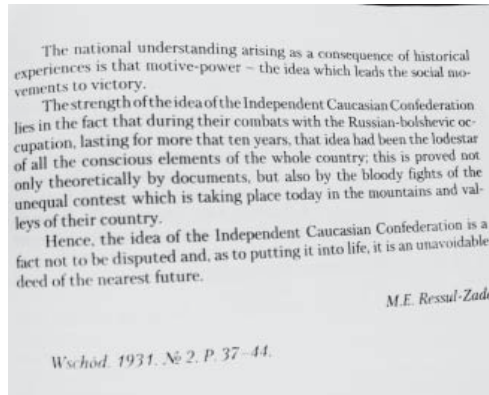 The national understanding arising as a consequence of historical
experiences is that motive-power – the idea which leads the social mo-
vements to victory.
The strength of the idea of the Independent Caucasian Confederation
lies in the fact that during their combats with the Russian-bolshevic oc-
cupation, lasting for more that ten years, that idea had been the lodestar
of all the conscious elements of the whole country; this is proved not
only theoretically by documents, but also by the bloody fights of the
unequal contest which is taking place today in the mountains and val-
leys of their country.
Hence, the idea of the Independent Caucasian Confederation is a
fact not to be disputed and, as to putting it into life, it is an unavoidable
deed of the nearest future.
M.E. Ressul-Zade
Wschód. 1931. № 2. P. 37–44.